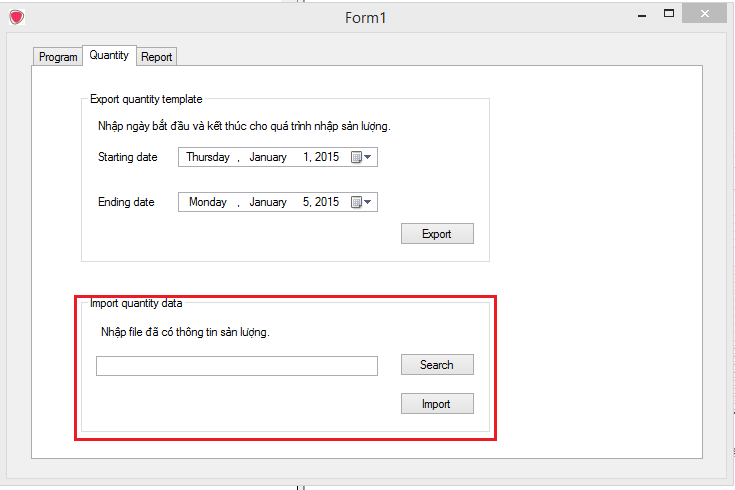 Form1
Program Quantity Report
Export quantity template
Nhập ngày bắt đầu và kết thúc cho quá trình nhập sản lượng.
Starting date Thursday , January 1, 2015
Ending date Monday , January 5, 2015
Export
Import quantity data
Nhập file đã có thông tin sản lượng.
Search
Import